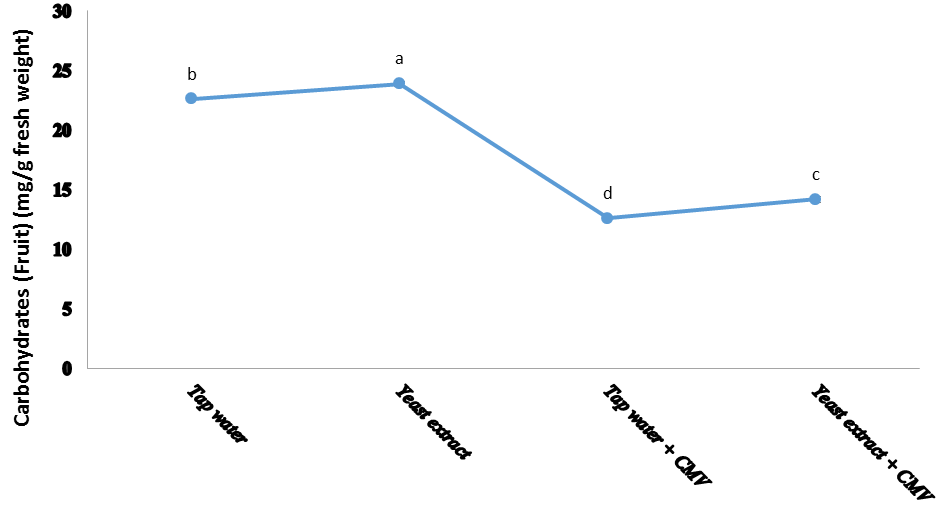 Carbohydrates (Fruit) (mg/g fresh weight)
30
25
20
15
10
5
0
b
a
d
c
Tap water
Yeast extract
Tap water + CMV
Yeast extract + CMV